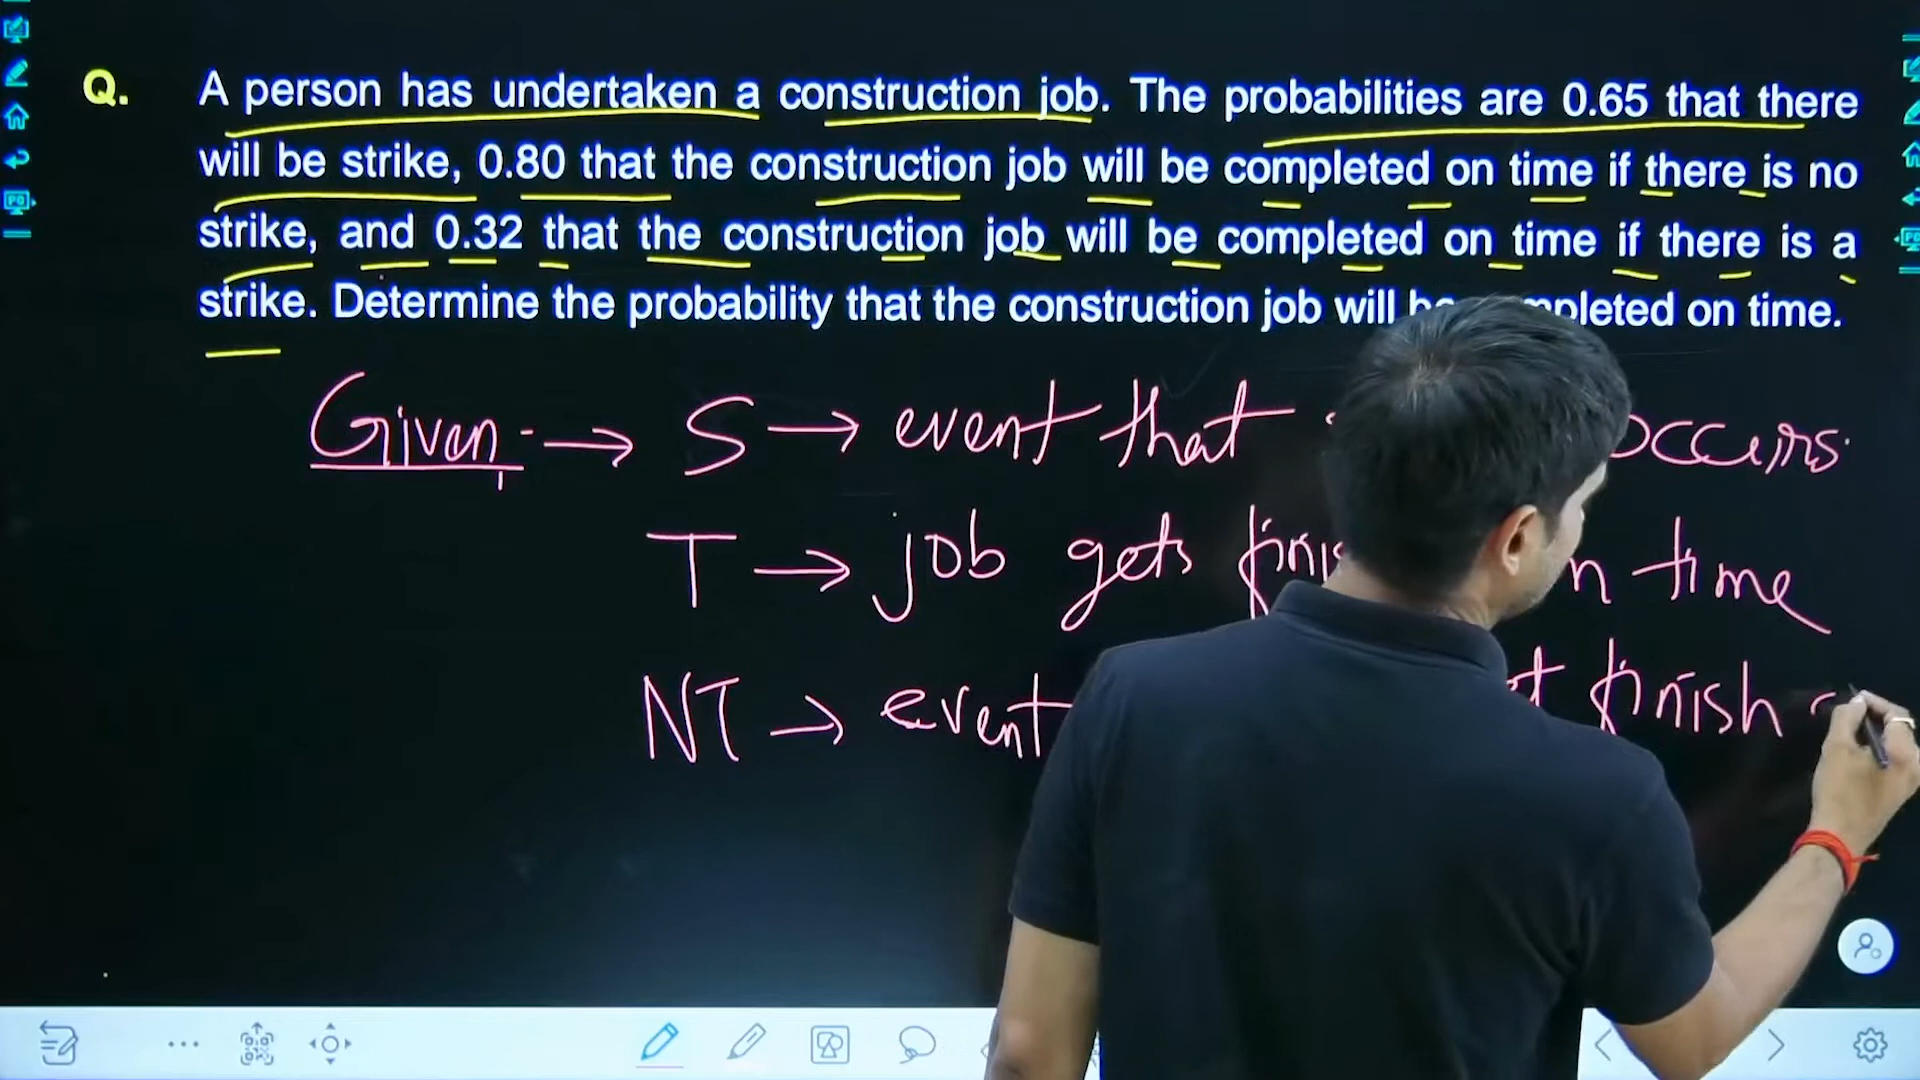 Q. A person has undertaken a construction job. The probabilities are 0.65 that there
will be strike, 0.80 that the construction job will be completed on time if there is no
strike, and 0.32 that the construction job will be completed on time if there is a
strike. Determine the probability that the construction job will be completed on time.
Given → S → event that occurs.
T → job gets time
NT → event finish